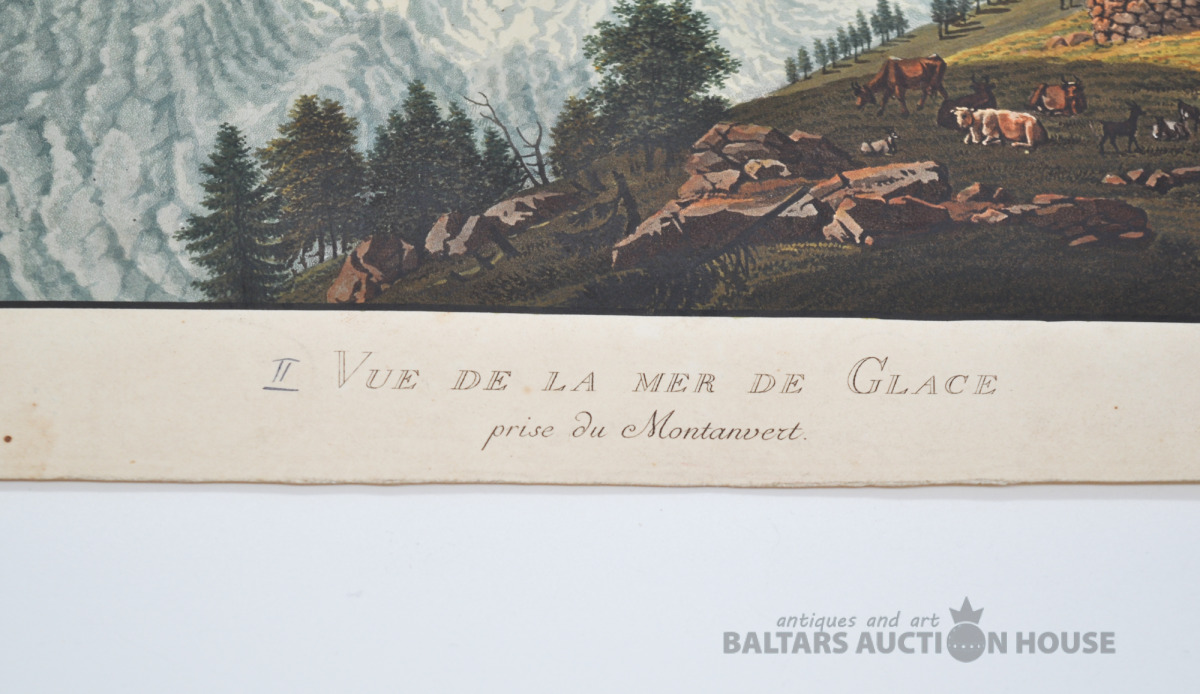 II VUE DE LA MER DE GLACE
prise du Montanvert.
antiques and art
BALTARS AUCTION HOUSE